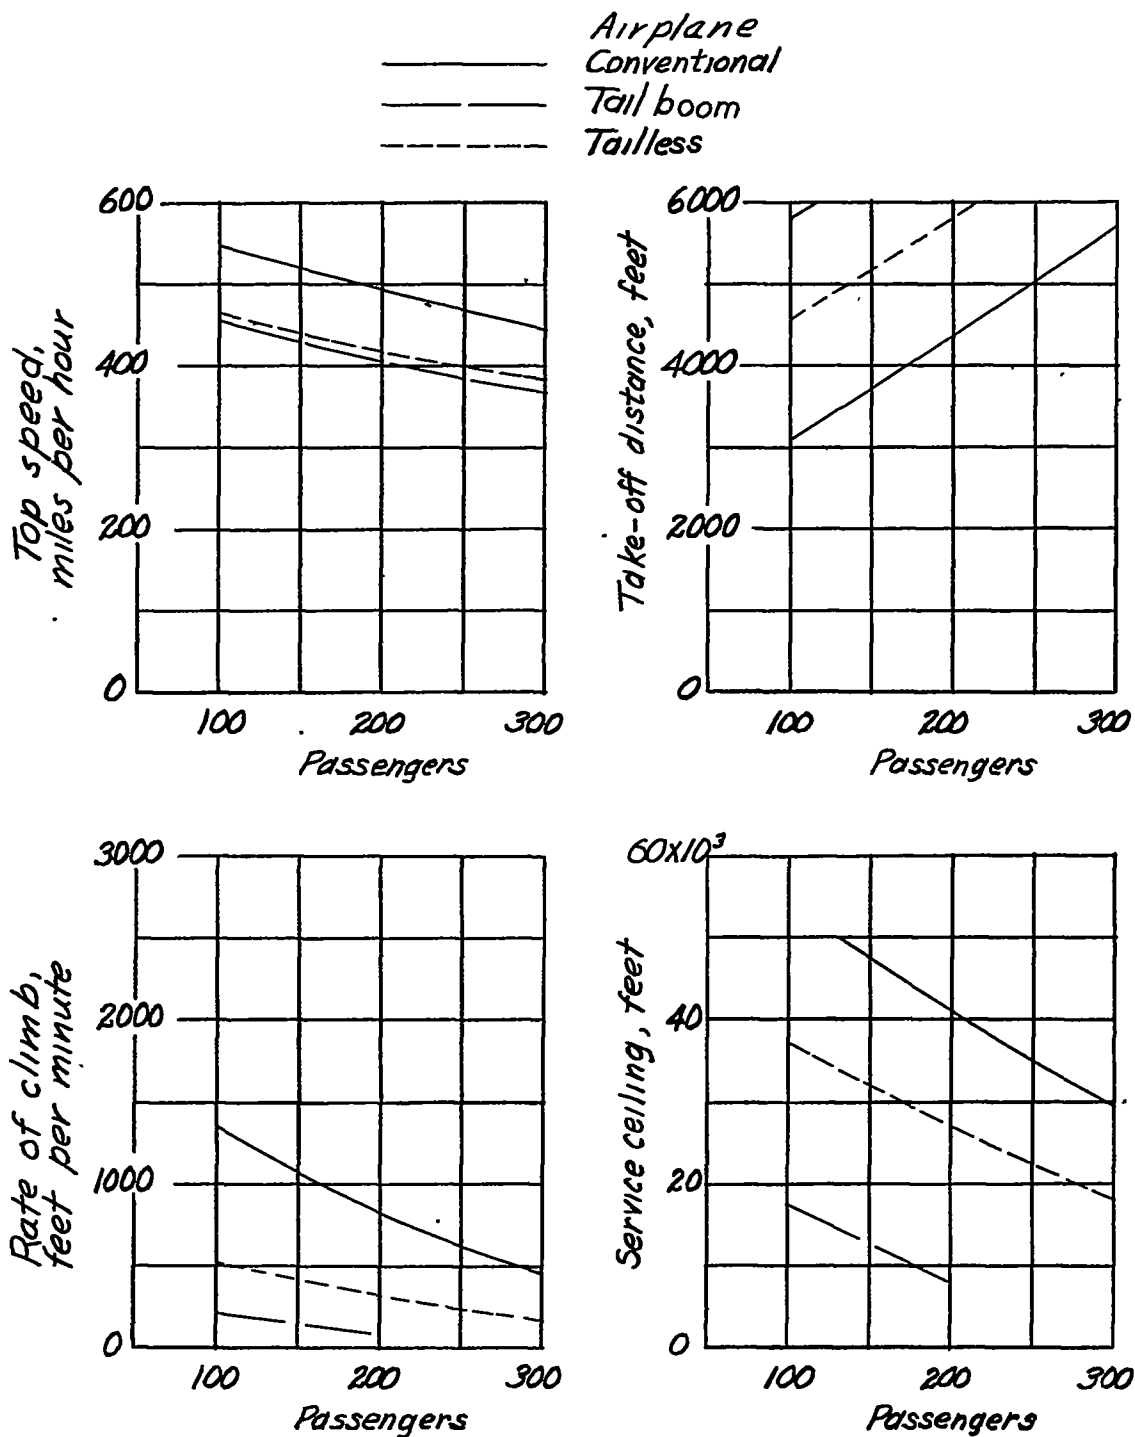 Airplane
Conventional
Tail boom
Tailless
600
400
200
0
Top speed,
miles per hour
100 200 300
Passengers
6000
4000
2000
0
Take-off distance, feet
100 200 300
Passengers
3000
2000
1000
0
Rate of climb,
feet per minute
100 200 300
Passengers
60x10³
40
20
0
Service ceiling, feet
100 200 300
Passengers